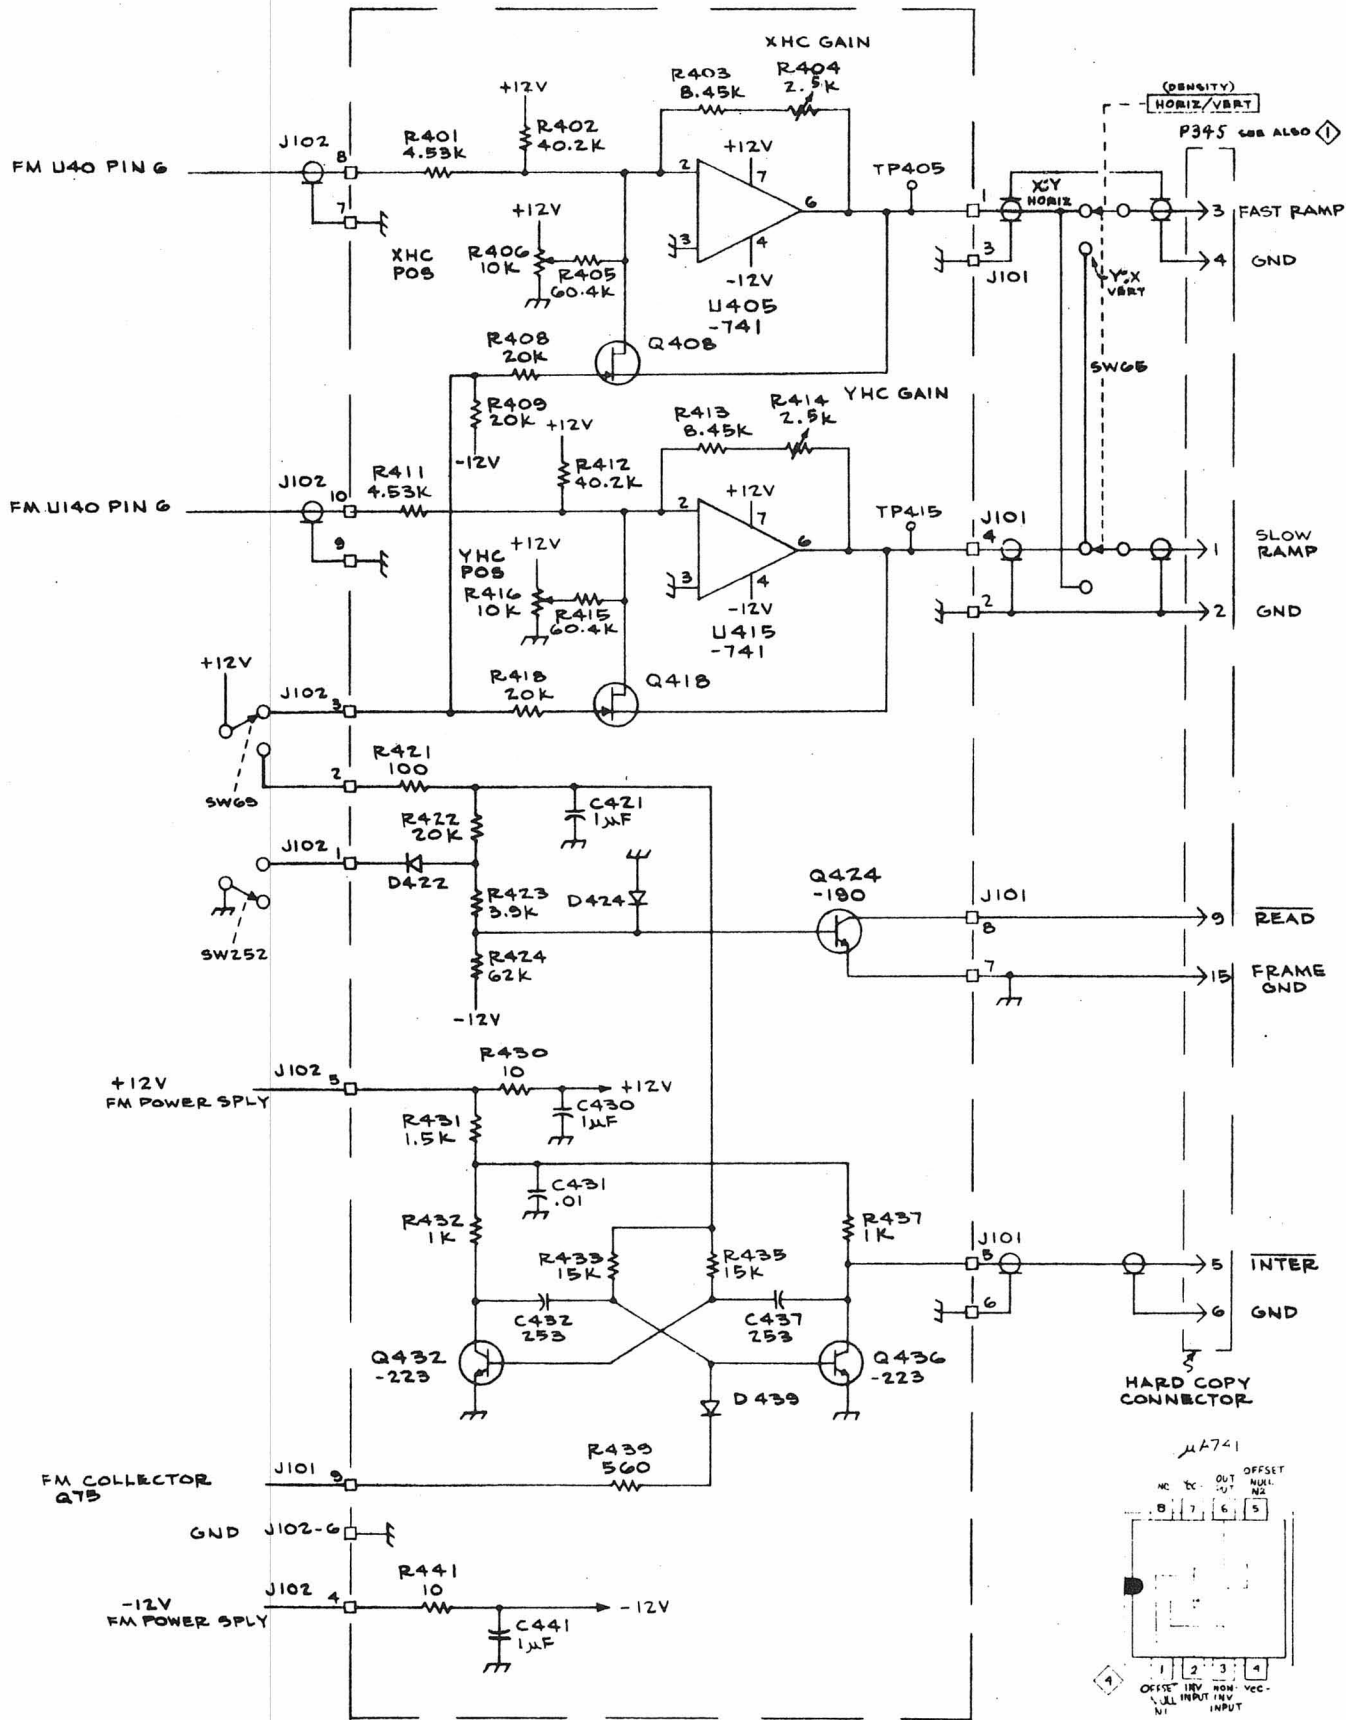 XHC GAIN
R403
8.45K
R404
2.5K
+12V
(DENSITY)
HORIZ/VERT
P345 SEE ALSO 1
J102
R401
4.53K
R402
40.2K
FM U40 PIN 6
8
7
2
+12V
7
6
3
4
-12V
U405
-741
TP405
1
X:Y
HORIZ
3 FAST RAMP
XHC
POS
+12V
R406
10K
R405
60.4K
3
J101
4 GND
Y:X
VERT
R408
20K
Q408
SW65
R409
20K
-12V
YHC GAIN
R413
8.45K
R414
2.5K
+12V
R412
40.2K
J102
10
R411
4.53K
FM U140 PIN 6
9
2
+12V
7
6
3
4
-12V
U415
-741
TP415
J101
4
1 SLOW
RAMP
YHC
POS
+12V
R416
10K
R415
60.4K
2
2 GND
+12V
J102
3
R418
20K
Q418
SW69
2
R421
100
R422
20K
C421
1µF
J102
1
D422
R423
3.9K
D424
Q424
-190
J101
8
9 READ
SW252
R424
62K
-12V
7
15 FRAME
GND
+12V
FM POWER SPLY
J102
5
R430
10
+12V
C430
1µF
R431
1.5K
C431
.01
R432
1K
R433
15K
R435
15K
R437
1K
J101
5
5 INTER
C432
253
C437
253
6
6 GND
Q432
-223
Q436
-223
HARD COPY
CONNECTOR
D439
R439
560
FM COLLECTOR
Q75
J101
9
GND J102-6
-12V
FM POWER SPLY
J102
4
R441
10
-12V
C441
1µF
µA741
NC
OUT
PUT
OFFSET
NULL
N2
8 7 6 5
1 2 3 4
OFFSET
NULL
N1
INV
INPUT
NON
INV
INPUT
VCC-
4